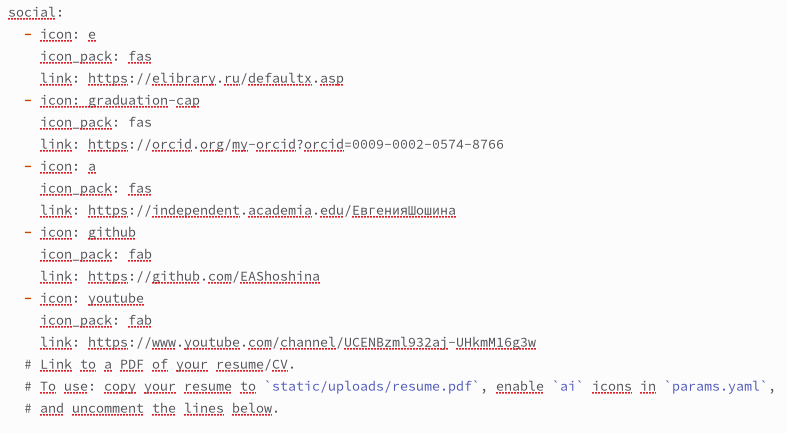 social:
- icon: e
icon_pack: fas
link: https://elibrary.ru/defaultx.asp
- icon: graduation-cap
icon_pack: fas
link: https://orcid.org/my-orcid?orcid=0009-0002-0574-8766
- icon: a
icon_pack: fas
link: https://independent.academia.edu/ЕвгенияШошина
- icon: github
icon_pack: fab
link: https://github.com/EAShoshina
- icon: youtube
icon_pack: fab
link: https://www.youtube.com/channel/UCENBzml932aj-UHkmM16g3w
# Link to a PDF of your resume/CV.
# To use: copy your resume to `static/uploads/resume.pdf`, enable `ai` icons in `params.yaml`,
# and uncomment the lines below.